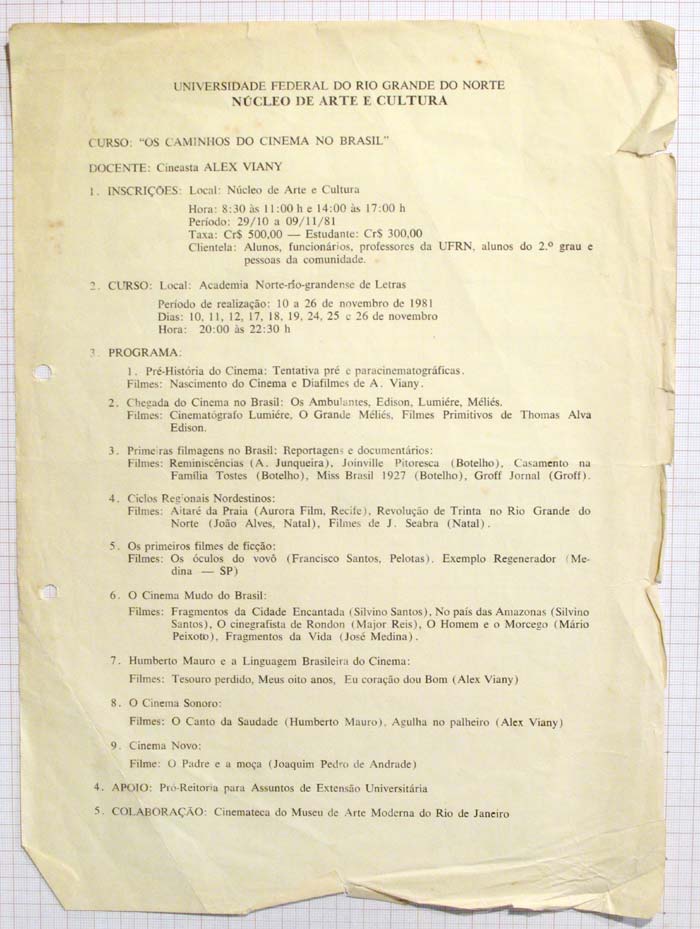 UNIVERSIDADE FEDERAL DO RIO GRANDE DO NORTE
NÚCLEO DE ARTE E CULTURA
CURSO: "OS CAMINHOS DO CINEMA NO BRASIL"
DOCENTE: Cineasta ALEX VIANY
1. INSCRIÇÕES: Local: Núcleo de Arte e Cultura
Hora: 8:30 às 11:00 h e 14:00 às 17:00 h
Período: 29/10 a 09/11/81
Taxa: Cr$ 500,00 — Estudante: Cr$ 300,00
Clientela: Alunos, funcionários, professores da UFRN, alunos do 2.º grau e
pessoas da comunidade.
2. CURSO: Local: Academia Norte-rio-grandense de Letras
Período de realização: 10 a 26 de novembro de 1981
Dias: 10, 11, 12, 17, 18, 19, 24, 25 e 26 de novembro
Hora: 20:00 às 22:30 h
3. PROGRAMA:
1. Pré-História do Cinema: Tentativa pré e paracinematográficas.
Filmes: Nascimento do Cinema e Diafilmes de A. Viany.
2. Chegada do Cinema no Brasil: Os Ambulantes, Edison, Lumiére, Méliés.
Filmes: Cinematógrafo Lumiére, O Grande Méliés, Filmes Primitivos de Thomas Alva
Edison.
3. Primeiras filmagens no Brasil: Reportagens e documentários:
Filmes: Reminiscências (A. Junqueira), Joinville Pitoresca (Botelho), Casamento na
Família Tostes (Botelho), Miss Brasil 1927 (Botelho), Groff Jornal (Groff).
4. Ciclos Regionais Nordestinos:
Filmes: Aitaré da Praia (Aurora Film, Recife), Revolução de Trinta no Rio Grande do
Norte (João Alves, Natal), Filmes de J. Seabra (Natal).
5. Os primeiros filmes de ficção:
Filmes: Os óculos do vovô (Francisco Santos, Pelotas). Exemplo Regenerador (Me-
dina — SP)
6. O Cinema Mudo do Brasil:
Filmes: Fragmentos da Cidade Encantada (Silvino Santos), No país das Amazonas (Silvino
Santos), O cinegrafista de Rondon (Major Reis), O Homem e o Morcego (Mário
Peixoto), Fragmentos da Vida (José Medina).
7. Humberto Mauro e a Linguagem Brasileira do Cinema:
Filmes: Tesouro perdido, Meus oito anos, Eu coração dou Bom (Alex Viany)
8. O Cinema Sonoro:
Filmes: O Canto da Saudade (Humberto Mauro), Agulha no palheiro (Alex Viany)
9. Cinema Novo:
Filme: O Padre e a moça (Joaquim Pedro de Andrade)
4. APOIO: Pró-Reitoria para Assuntos de Extensão Universitária
5. COLABORAÇÃO: Cinemateca do Museu de Arte Moderna do Rio de Janeiro